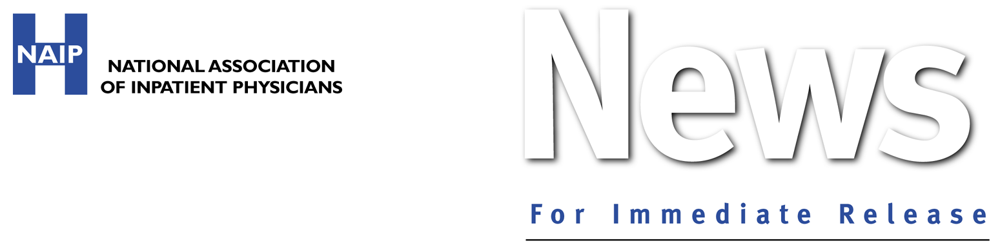 NAIP
NATIONAL ASSOCIATION
OF INPATIENT PHYSICIANS
News
For Immediate Release